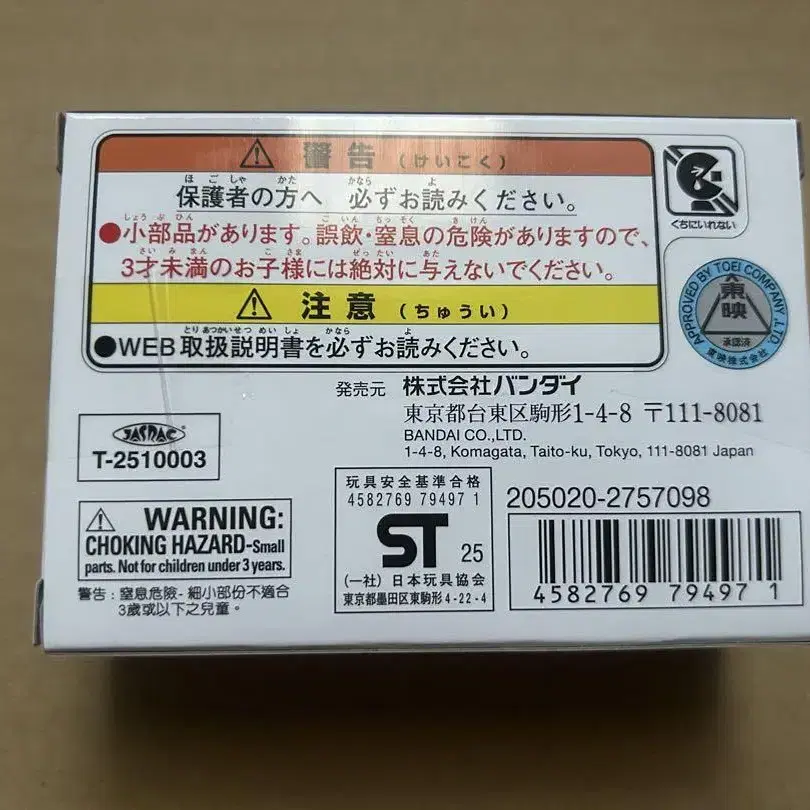 警告 (けいこく)
保護者の方へ 必ずお読みください。
ほごしゃ かた かなら よ
●小部品があります。誤飲・窒息の危険がありますので、
しょうぶひん ごいん ちっそく きけん
3才未満のお子様には絶対に与えないでください。
さいみまん こさま ぜったい あた
注意 (ちゅうい)
●WEB取扱説明書を必ずお読みください。
とりあつかいせつめいしょ かなら よ
くちにいれない
APPROVED BY TOEI COMPANY, LTD
東映
承認済
東映株式会社
発売元 株式会社バンダイ
東京都台東区駒形1-4-8 〒111-8081
BANDAI CO.,LTD.
1-4-8, Komagata, Taito-ku, Tokyo, 111-8081 Japan
JASRAC
T-2510003
WARNING:
CHOKING HAZARD-Small
parts. Not for children under 3 years.
警告：窒息危險-細小部份不適合
3歲或以下之兒童。
玩具安全基準合格
4582769 79497 1
ST 25
(一社) 日本玩具協会
東京都墨田区東駒形4-22-4
205020-2757098
4582769 794971